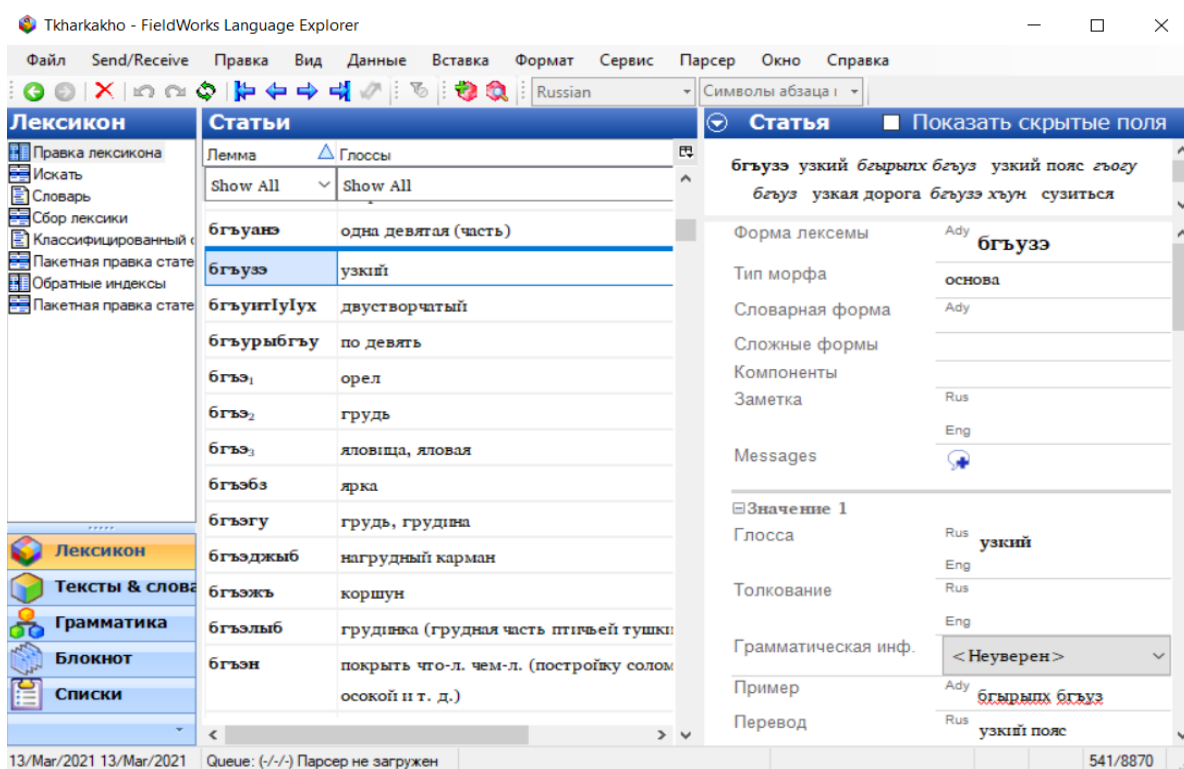 Tkharkakho - FieldWorks Language Explorer
Файл Send/Receive Правка Вид Данные Вставка Формат Сервис Парсер Окно Справка
Russian Символы абзаца
Лексикон
Правка лексикона
Искать
Словарь
Сбор лексики
Классифицированный
Пакетная правка стате
Обратные индексы
Пакетная правка стате
Лексикон
Тексты & слова
Грамматика
Блокнот
Списки
Статьи
Лемма Глоссы
Show All Show All
бгъуанэ одна девятая (часть)
бгъузэ узкий
бгъуитIуIух двустворчатый
бгъурыбгъу по девять
бгъэ₁ орел
бгъэ₂ грудь
бгъэ₃ яловица, яловая
бгъэбз ярка
бгъэгу грудь, грудина
бгъэджыб нагрудный карман
бгъэжъ коршун
бгъэлыб грудинка (грудная часть птичьей тушки
бгъэн покрыть что-л. чем-л. (постройку солом
осокой и т. д.)
Статья Показать скрытые поля
бгъузэ узкий бгырыпх бгъуз узкий пояс гъогу
бгъуз узкая дорога бгъузэ хъун сузиться
Форма лексемы Ady бгъузэ
Тип морфа основа
Словарная форма Ady
Сложные формы
Компоненты
Заметка Rus
Eng
Messages
Значение 1
Глосса Rus узкий
Eng
Толкование Rus
Eng
Грамматическая инф. <Неуверен>
Пример Ady бгырыпх бгъуз
Перевод Rus узкий пояс
13/Mar/2021 13/Mar/2021 Queue: (-/-/-) Парсер не загружен 541/8870